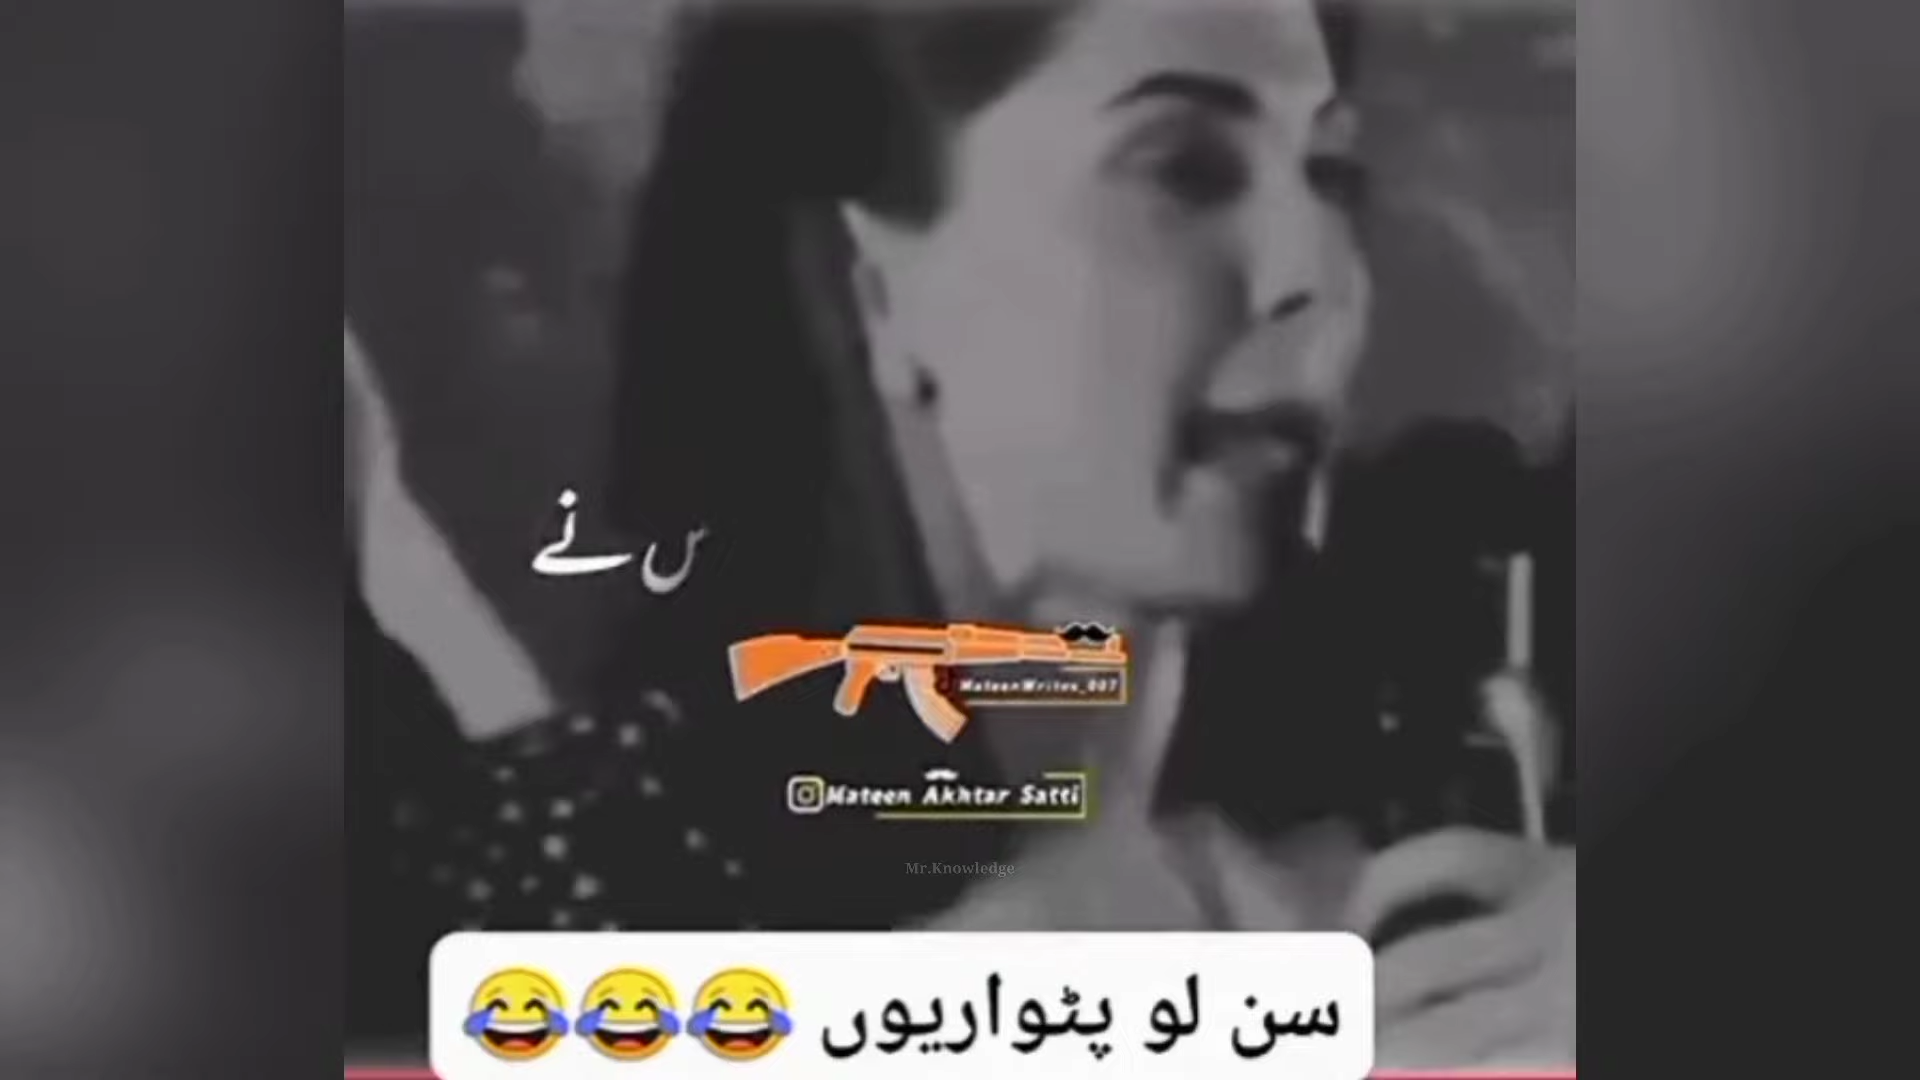 س نے
MateenWrites_007
Mateen Akhtar Satti
Mr.Knowledge
سن لو پٹواریوں 😂😂😂